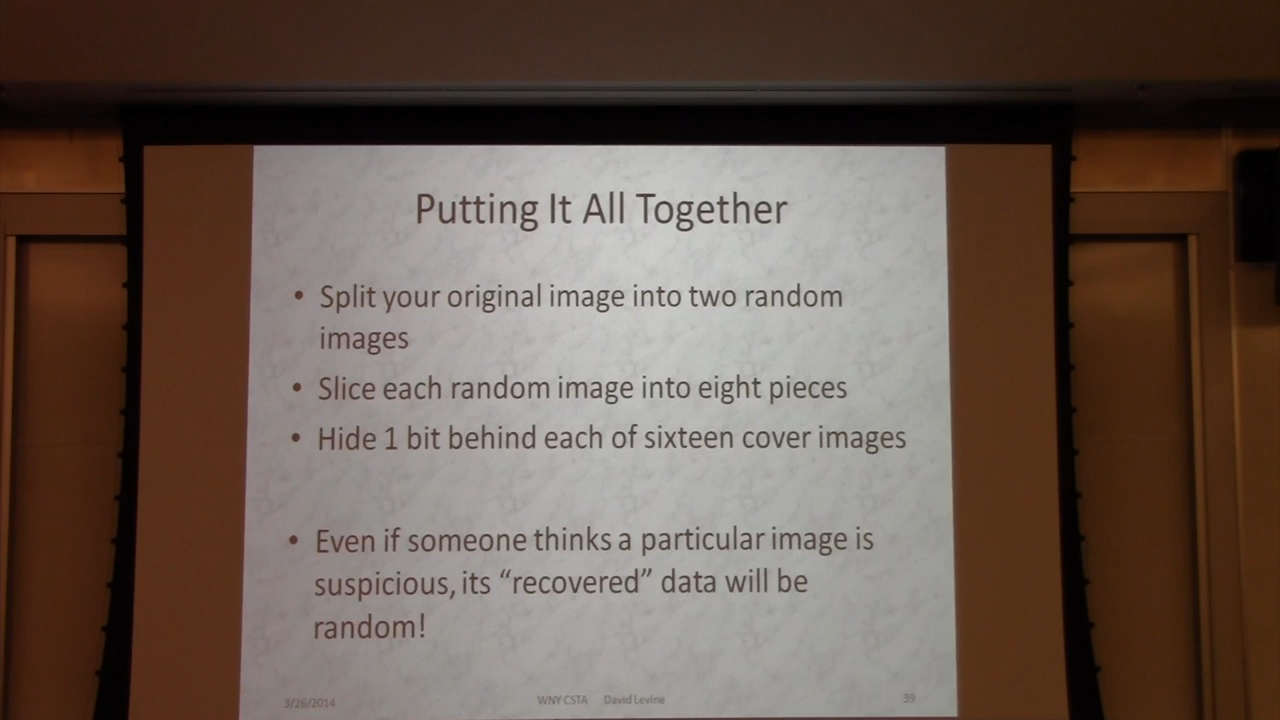 Putting It All Together
• Split your original image into two random
images
• Slice each random image into eight pieces
• Hide 1 bit behind each of sixteen cover images
• Even if someone thinks a particular image is
suspicious, its “recovered” data will be
random!
3/26/2014 WNY CSTA David Levine 39